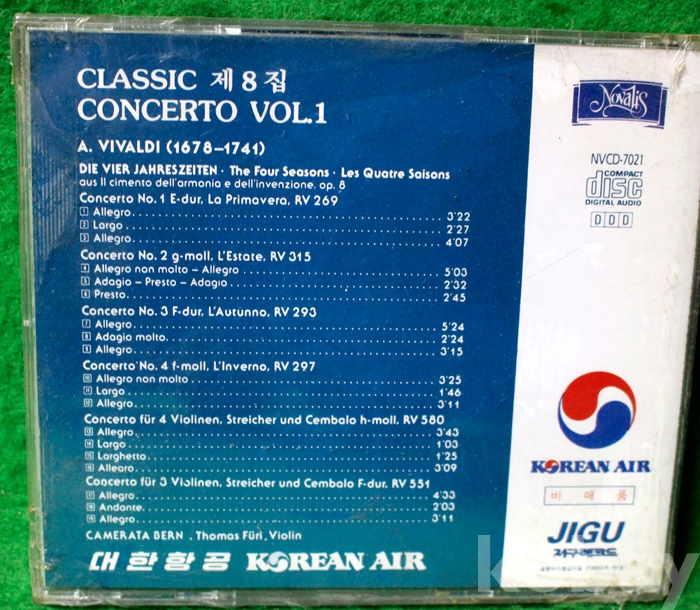 CLASSIC 제 8 집
CONCERTO VOL.1
A. VIVALDI (1678–1741)
DIE VIER JAHRESZEITEN · The Four Seasons · Les Quatre Saisons
aus Il cimento dell'armonia e dell'invenzione, op. 8
Concerto No. 1 E-dur, La Primavera, RV 269
1 Allegro 3'22
2 Largo 2'27
3 Allegro 4'07
Concerto No. 2 g-moll, L'Estate, RV 315
4 Allegro non molto – Allegro 5'03
5 Adagio – Presto – Adagio 2'32
6 Presto 2'45
Concerto No. 3 F-dur, L'Autunno, RV 293
7 Allegro 5'24
8 Adagio molto 2'24
9 Allegro 3'15
Concerto No. 4 f-moll, L'Inverno, RV 297
10 Allegro non molto 3'25
11 Largo 1'46
12 Allegro 3'11
Concerto für 4 Violinen, Streicher und Cembalo h-moll, RV 580
13 Allegro 3'43
14 Largo 1'03
15 Larghetto 1'25
16 Allegro 3'09
Concerto für 3 Violinen, Streicher und Cembalo F-dur, RV 551
17 Allegro 4'33
18 Andante 2'03
19 Allegro 3'11
CAMERATA BERN . Thomas Füri, Violin
대한항공 KOREAN AIR
Novalis
NVCD-7021
COMPACT
disc
DIGITAL AUDIO
DDD
KOREAN AIR
비매품
JIGU
지구레코드